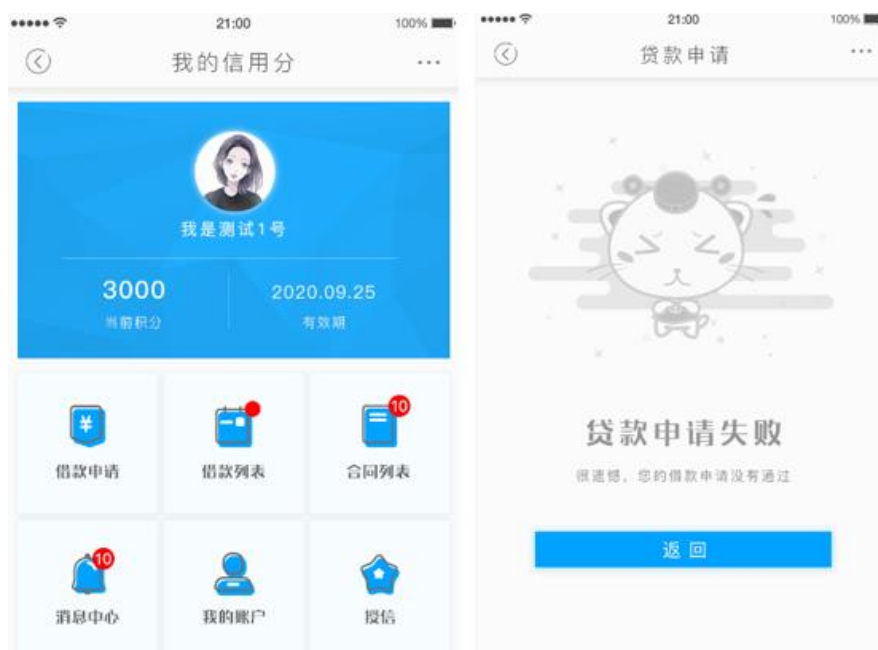 21:00
100%
我的信用分
我是测试1号
3000
2020.09.25
当前积分
有效期
借款申请
借款列表
10
合同列表
10
消息中心
我的账户
授信
21:00
100%
贷款申请
贷款申请失败
很遗憾，您的借款申请没有通过
返回